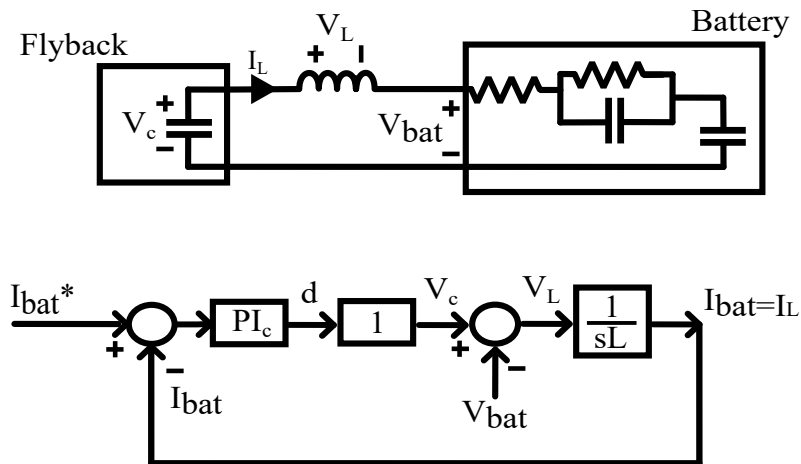 Flyback
Battery
V_L
+ −
I_L
+
V_c
−
+
V_bat
−
I_bat*
+
−
I_bat
PI_c
d
1
V_c
+
−
V_bat
V_L
1
sL
I_bat=I_L